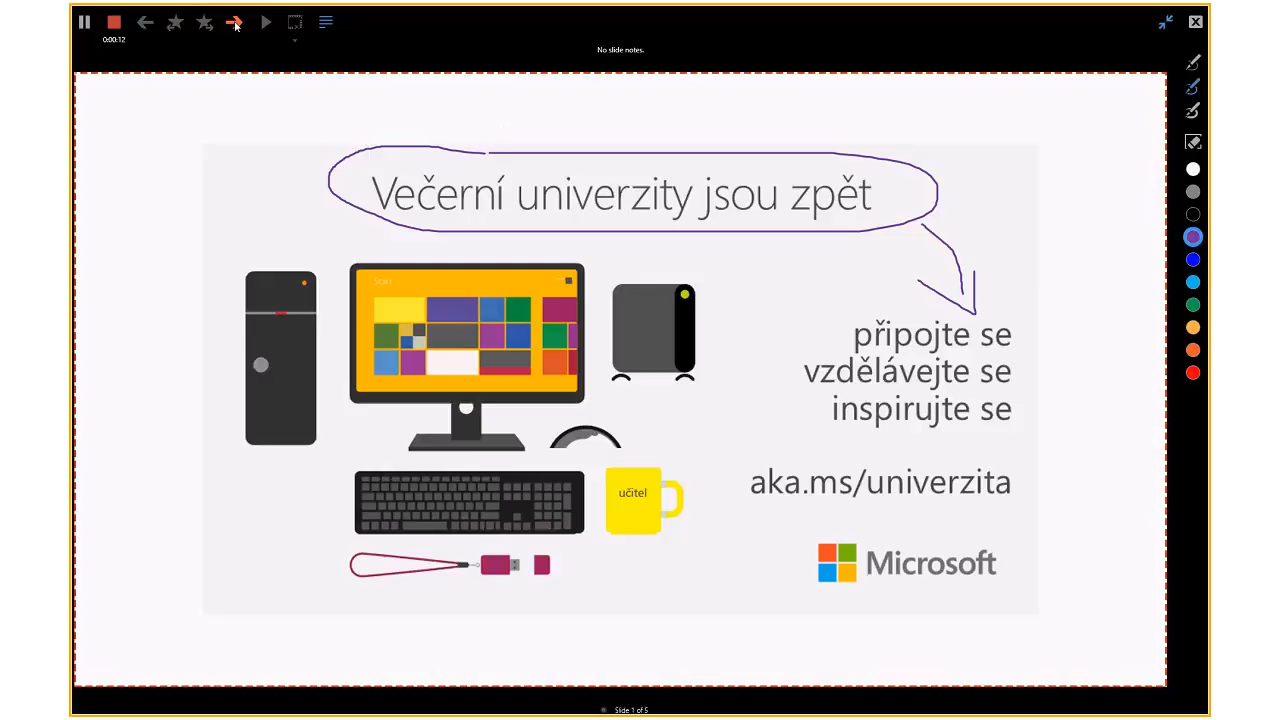 0:00:12
No slide notes.
Večerní univerzity jsou zpět
Start
připojte se
vzdělávejte se
inspirujte se
aka.ms/univerzita
učitel
Microsoft
Slide 1 of 5